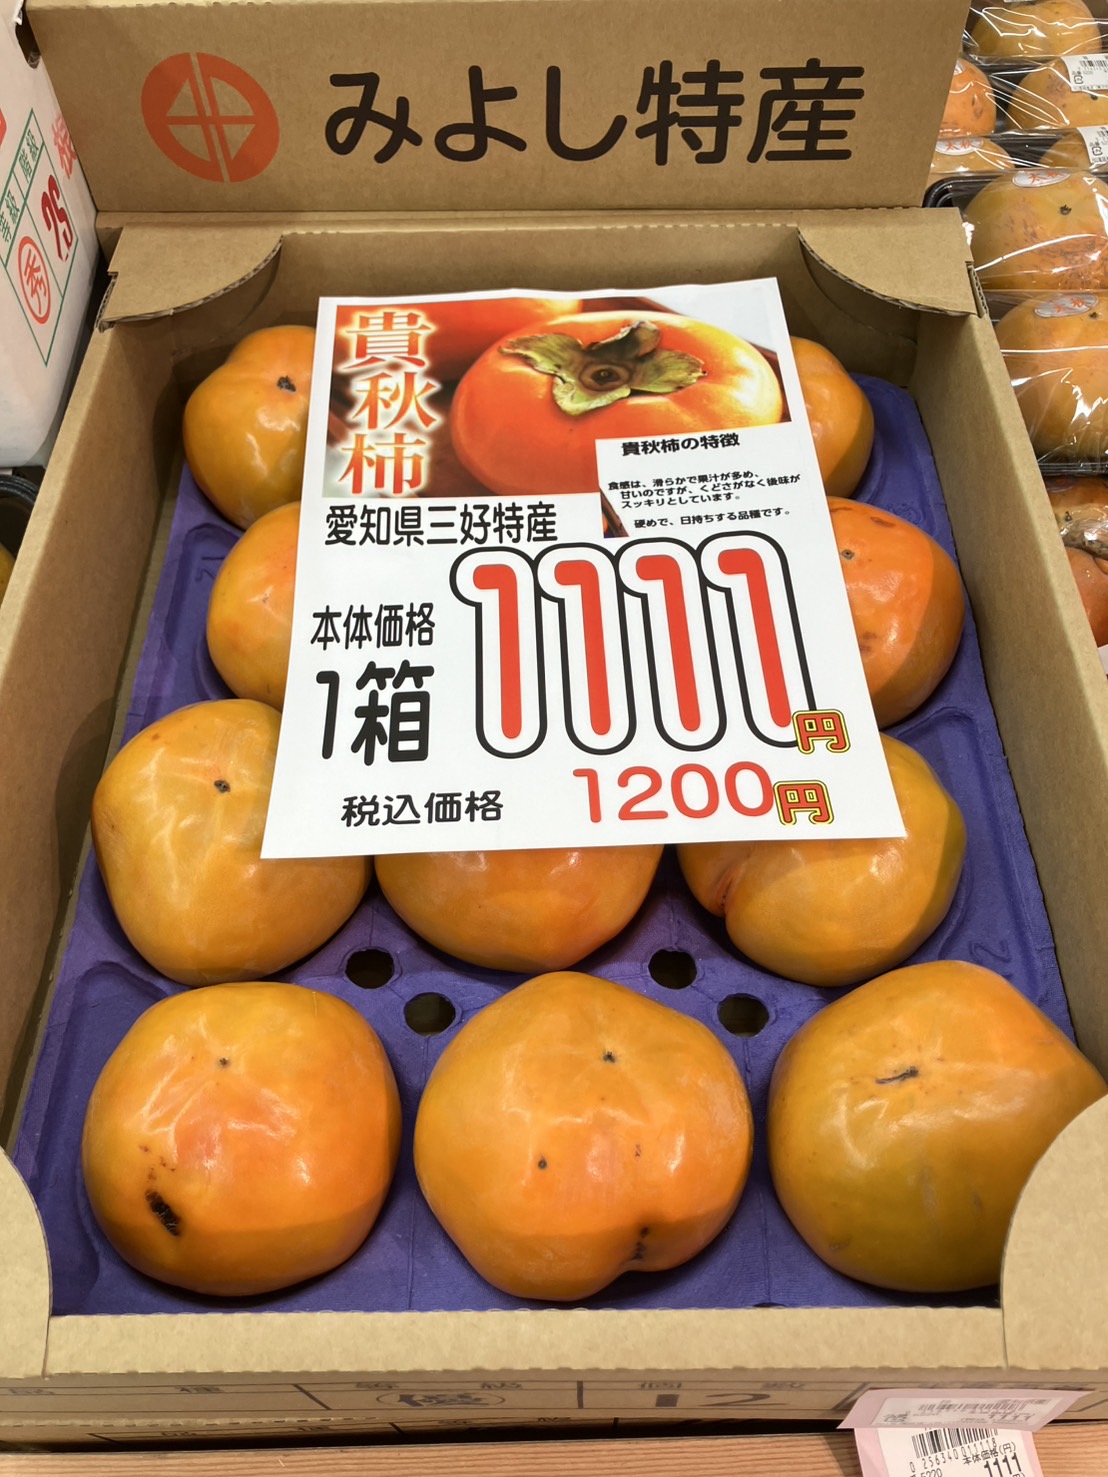 みよし特産
秀
2S
貴秋柿
貴秋柿の特徴
食感は、滑らかで果汁が多め、
甘いのですが、くどさがなく後味が
スッキリとしています。
硬めで、日持ちする品種です。
愛知県三好特産
本体価格
1箱
1111円
税込価格
1200円
12
優
12
本体価格(円)
1111